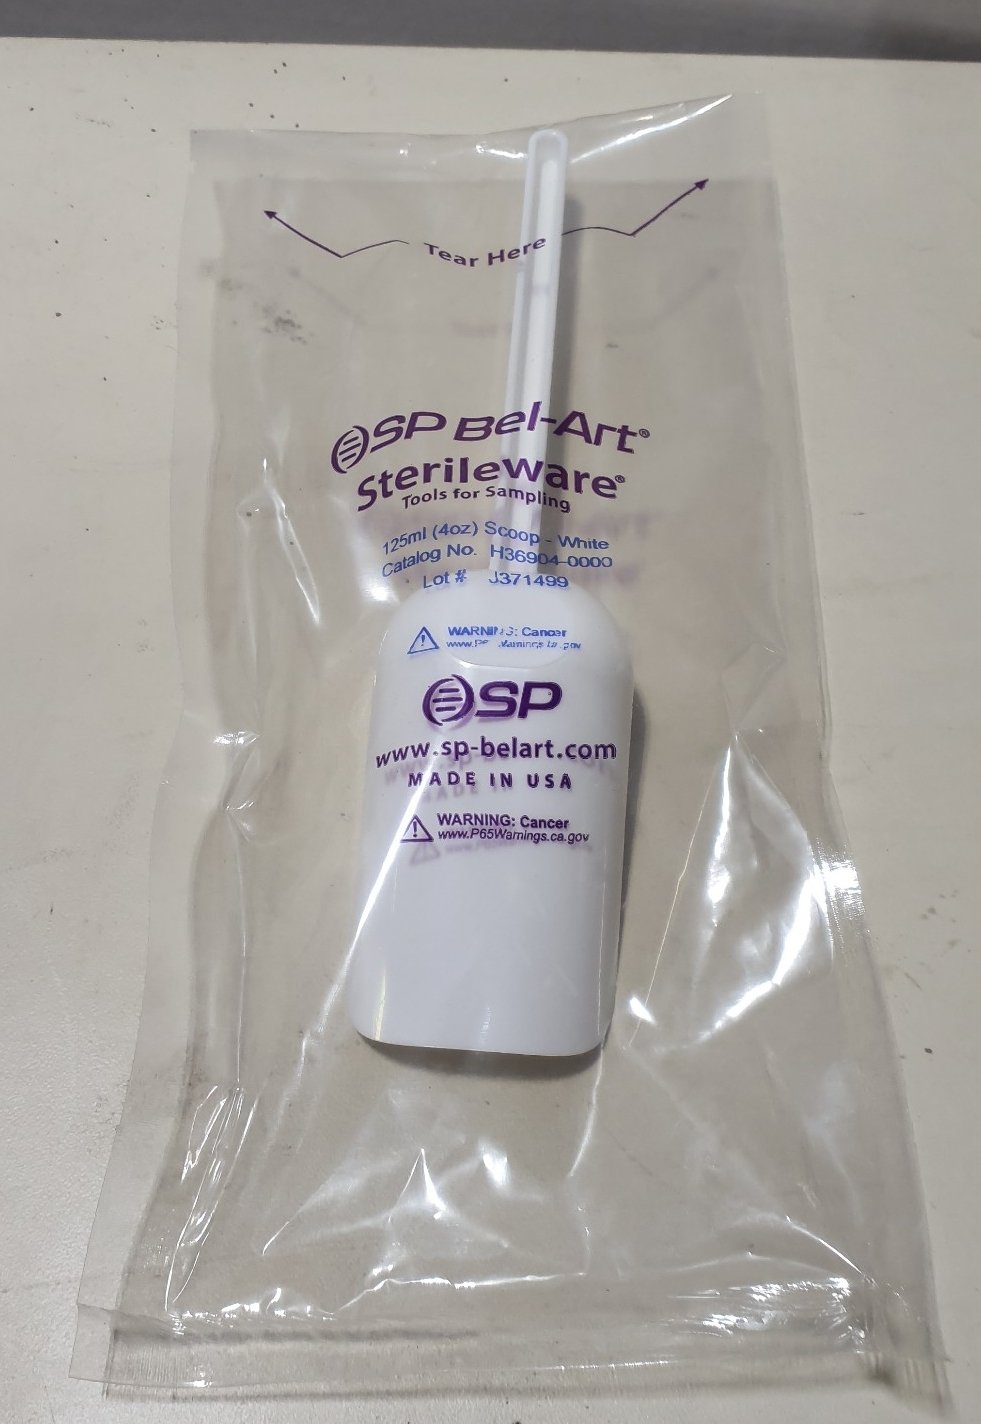 Tear Here
SP Bel-Art®
Sterileware®
Tools for Sampling
125ml (4oz) Scoop - White
Catalog No. H36904-0000
Lot # J371499
WARNING: Cancer
SP
www.sp-belart.com
MADE IN USA
WARNING: Cancer
www.P65Warnings.ca.gov